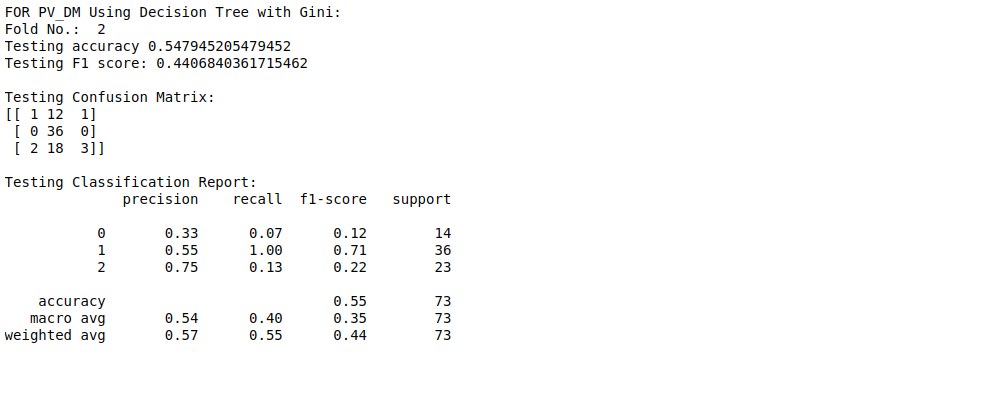 FOR PV_DM Using Decision Tree with Gini:
Fold No.:  2
Testing accuracy 0.547945205479452
Testing F1 score: 0.4406840361715462
Testing Confusion Matrix:
[[ 1 12  1]
 [ 0 36  0]
 [ 2 18  3]]
Testing Classification Report:
              precision    recall  f1-score   support
           0       0.33      0.07      0.12        14
           1       0.55      1.00      0.71        36
           2       0.75      0.13      0.22        23
    accuracy                           0.55        73
   macro avg       0.54      0.40      0.35        73
weighted avg       0.57      0.55      0.44        73